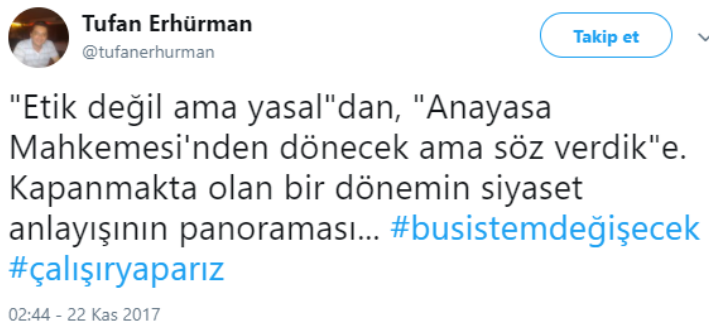 Tufan Erhürman
@tufanerhurman
Takip et
"Etik değil ama yasal"dan, "Anayasa
Mahkemesi'nden dönecek ama söz verdik"e.
Kapanmakta olan bir dönemin siyaset
anlayışının panoraması... #busistemdeğişecek
#çalışıryaparız
02:44 - 22 Kas 2017